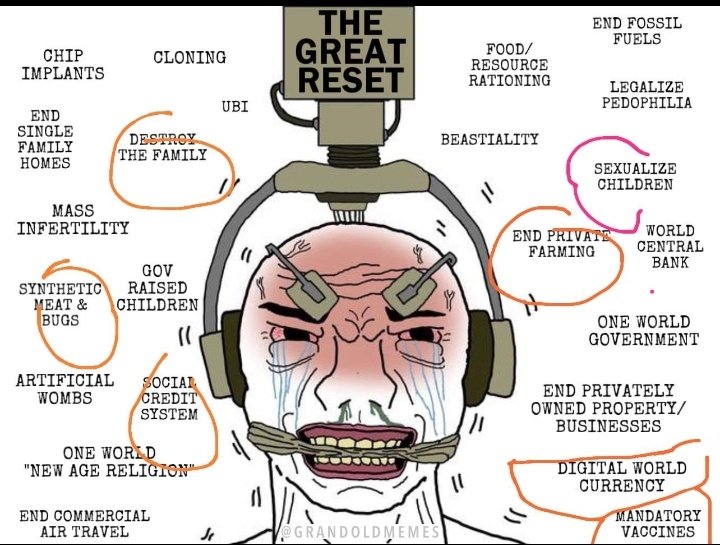 THE
GREAT
RESET
END FOSSIL
FUELS
CHIP
IMPLANTS
CLONING
FOOD/
RESOURCE
RATIONING
LEGALIZE
PEDOPHILIA
UBI
END
SINGLE
FAMILY
HOMES
DESTROY
THE FAMILY
BEASTIALITY
SEXUALIZE
CHILDREN
MASS
INFERTILITY
END PRIVATE
FARMING
WORLD
CENTRAL
BANK
SYNTHETIC
MEAT &
BUGS
GOV
RAISED
CHILDREN
ONE WORLD
GOVERNMENT
ARTIFICIAL
WOMBS
SOCIAL
CREDIT
SYSTEM
END PRIVATELY
OWNED PROPERTY/
BUSINESSES
ONE WORLD
"NEW AGE RELIGION"
DIGITAL WORLD
CURRENCY
END COMMERCIAL
AIR TRAVEL
@GRANDOLDMEMES
MANDATORY
VACCINES